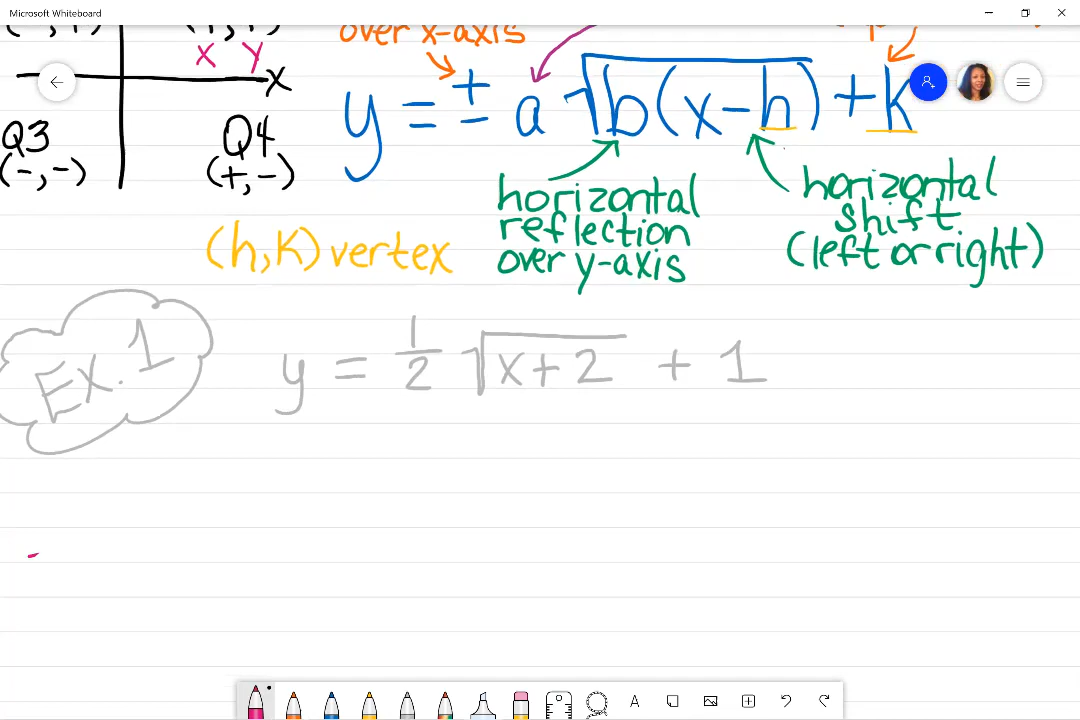 Microsoft Whiteboard
over x-axis
x y
x
y = ± a √b(x-h) + k
Q3
(-,-)
Q4
(+,-)
(h,k) vertex
horizontal
reflection
over y-axis
horizontal
shift
(left or right)
Ex. 1
y = 1/2 √x+2 + 1
A